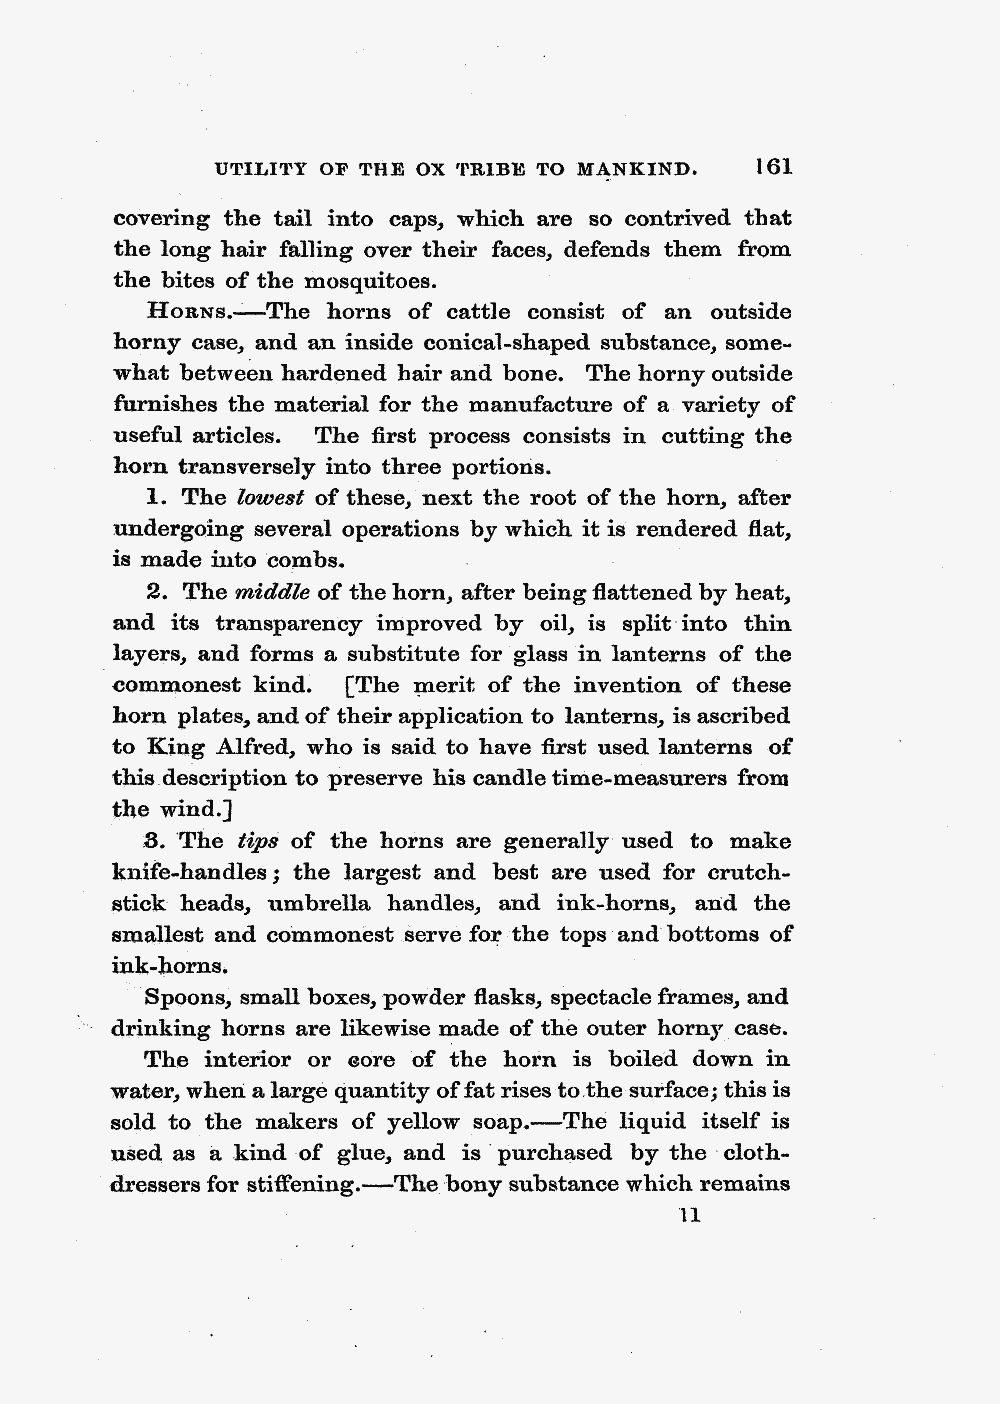 UTILITY OF THE OX TRIBE TO MANKIND. 161
covering the tail into caps, which are so contrived that
the long hair falling over their faces, defends them from
the bites of the mosquitoes.
HORNS.—The horns of cattle consist of an outside
horny case, and an inside conical-shaped substance, some-
what between hardened hair and bone. The horny outside
furnishes the material for the manufacture of a variety of
useful articles. The first process consists in cutting the
horn transversely into three portions.
1. The lowest of these, next the root of the horn, after
undergoing several operations by which it is rendered flat,
is made into combs.
2. The middle of the horn, after being flattened by heat,
and its transparency improved by oil, is split into thin
layers, and forms a substitute for glass in lanterns of the
commonest kind. [The merit of the invention of these
horn plates, and of their application to lanterns, is ascribed
to King Alfred, who is said to have first used lanterns of
this description to preserve his candle time-measurers from
the wind.]
3. The tips of the horns are generally used to make
knife-handles; the largest and best are used for crutch-
stick heads, umbrella handles, and ink-horns, and the
smallest and commonest serve for the tops and bottoms of
ink-horns.
Spoons, small boxes, powder flasks, spectacle frames, and
drinking horns are likewise made of the outer horny case.
The interior or core of the horn is boiled down in
water, when a large quantity of fat rises to the surface; this is
sold to the makers of yellow soap.—The liquid itself is
used as a kind of glue, and is purchased by the cloth-
dressers for stiffening.—The bony substance which remains
11